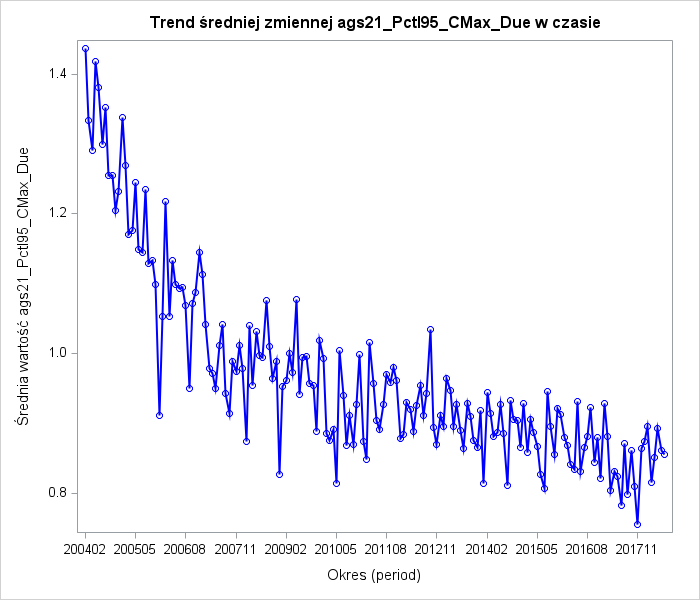 Trend średniej zmiennej ags21_Pctl95_CMax_Due w czasie
Średnia wartość ags21_Pctl95_CMax_Due
1.4
1.2
1.0
0.8
200402 200505 200608 200711 200902 201005 201108 201211 201402 201505 201608 201711
Okres (period)